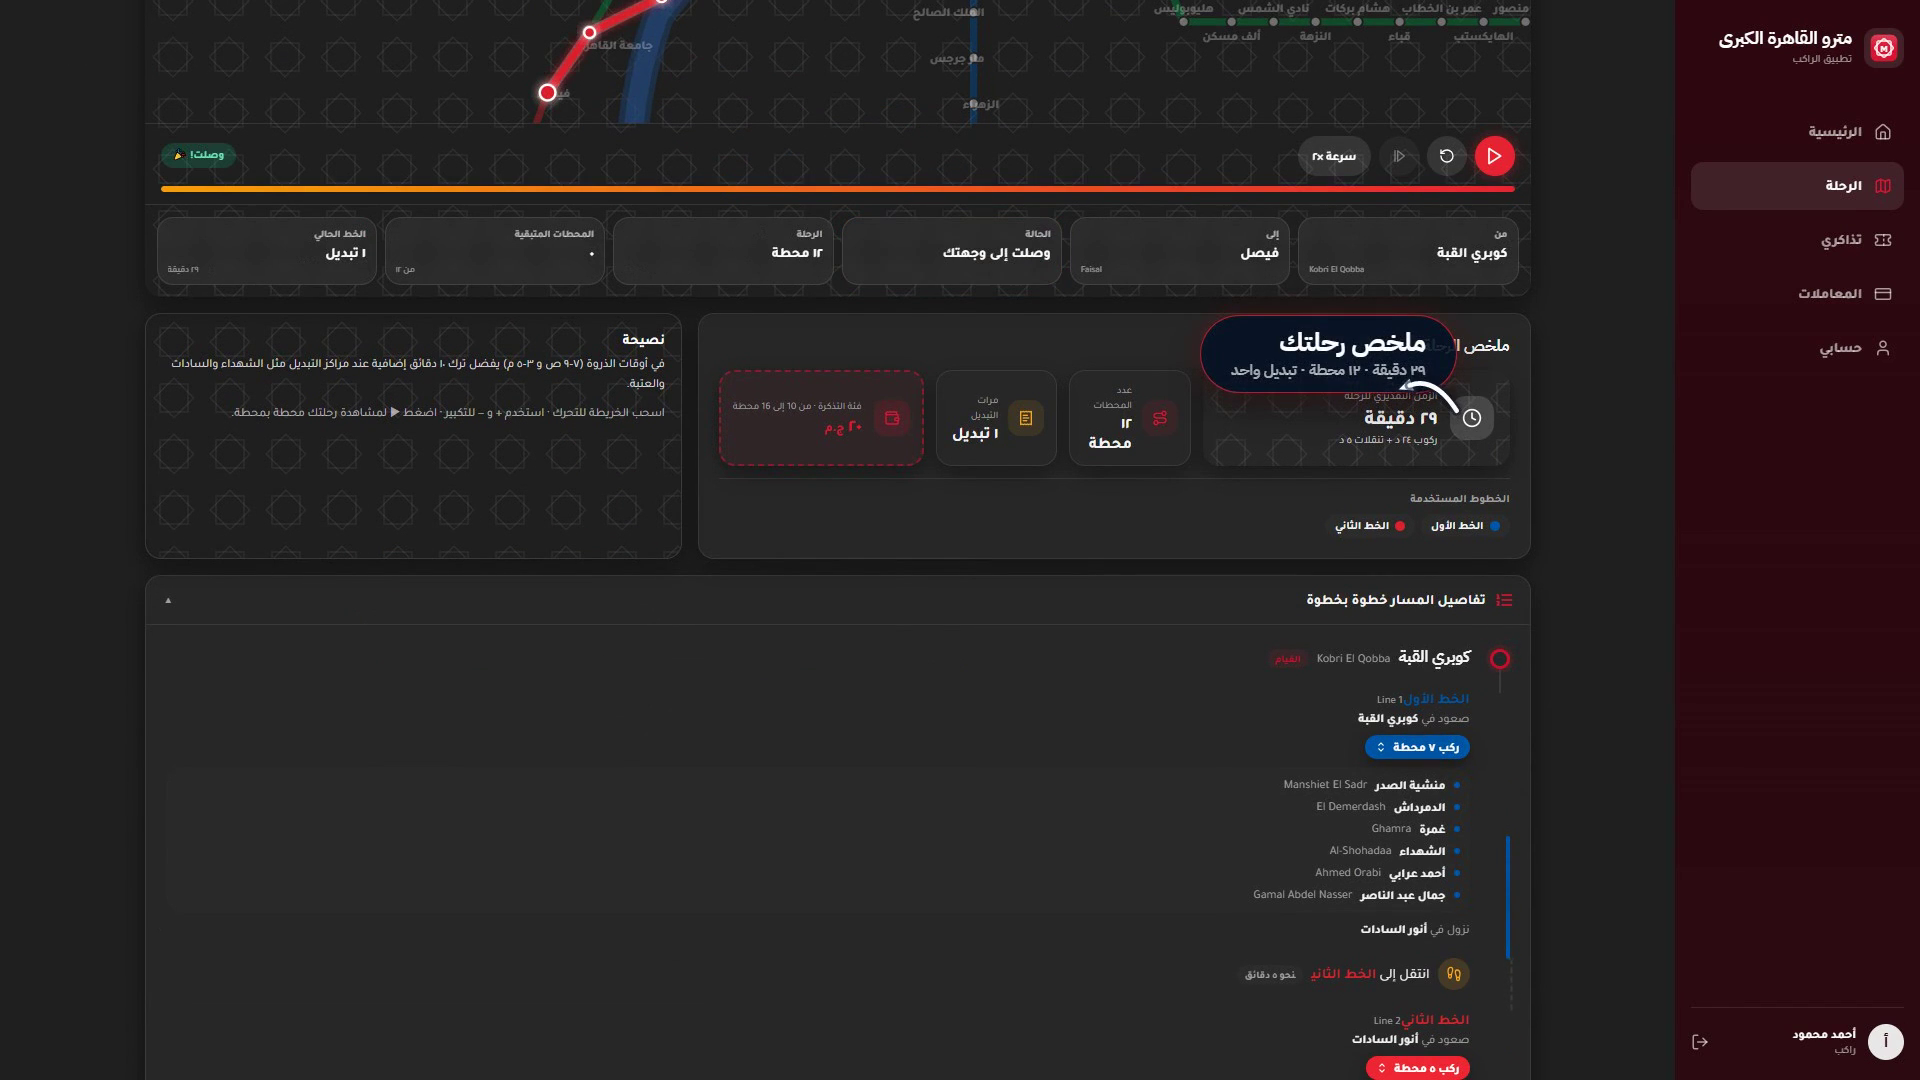 مترو القاهرة الكبرى
تطبيق الراكب
الرئيسية
الرحلة
تذاكري
المعاملات
حسابي
أحمد محمود
راكب
أ
منصور
عمر بن الخطاب
هشام بركات
نادي الشمس
هليوبوليس
الهايكستب
قباء
النزهة
ألف مسكن
الملك الصالح
مار جرجس
الزهراء
جامعة القاهرة
سرعة ٢x
وصلت! 🎉
من
كوبري القبة
Kobri El Qobba
إلى
فيصل
Faisal
الحالة
وصلت إلى وجهتك
الرحلة
١٢ محطة
المحطات المتبقية
٠
من ١٢
الخط الحالي
١ تبديل
٢٩ دقيقة
ملخص الرحلة
ملخص رحلتك
٢٩ دقيقة · ١٢ محطة · تبديل واحد
الزمن التقديري للرحلة
٢٩ دقيقة
ركوب ٢٤ د + تنقلات ٥ د
عدد المحطات
١٢ محطة
مرات التبديل
١ تبديل
فئة التذكرة · من 10 إلى 16 محطة
٢٠ ج.م
الخطوط المستخدمة
الخط الأول
الخط الثاني
نصيحة
في أوقات الذروة (٧-٩ ص و ٣-٥ م) يفضل ترك ١٠ دقائق إضافية عند مراكز التبديل مثل الشهداء والسادات
والعتبة.
اسحب الخريطة للتحرك · استخدم + و − للتكبير · اضغط ▶ لمشاهدة رحلتك محطة بمحطة.
تفاصيل المسار خطوة بخطوة
كوبري القبة Kobri El Qobba القيام
الخط الأول Line 1
صعود في كوبري القبة
ركب ٧ محطة
منشية الصدر Manshiet El Sadr
الدمرداش El Demerdash
غمرة Ghamra
الشهداء Al-Shohadaa
أحمد عرابي Ahmed Orabi
جمال عبد الناصر Gamal Abdel Nasser
نزول في أنور السادات
انتقل إلى الخط الثاني نحو ٥ دقائق
الخط الثاني Line 2
صعود في أنور السادات
ركب ٥ محطة